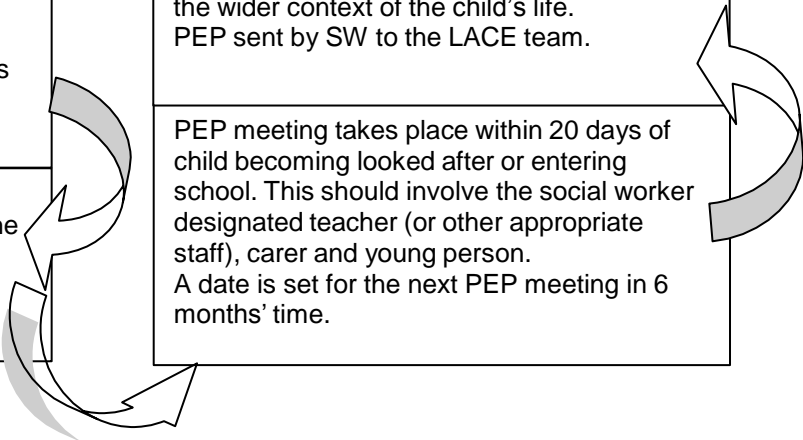 s
ne
the wider context of the child's life.
PEP sent by SW to the LACE team.
PEP meeting takes place within 20 days of
child becoming looked after or entering
school. This should involve the social worker
designated teacher (or other appropriate
staff), carer and young person.
A date is set for the next PEP meeting in 6
months' time.